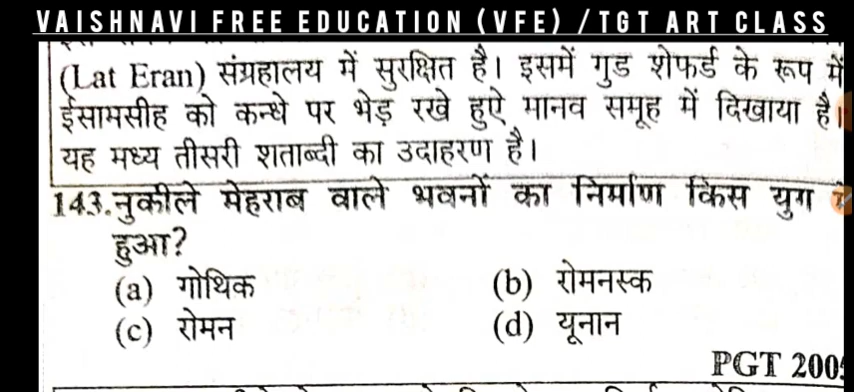 VAISHNAVI FREE EDUCATION (VFE) / TGT ART CLASS
(Lat Eran) संग्रहालय में सुरक्षित है। इसमें गुड शेफर्ड के रूप में
ईसामसीह को कन्धे पर भेड़ रखे हुऐ मानव समूह में दिखाया है।
यह मध्य तीसरी शताब्दी का उदाहरण है।
143. नुकीले मेहराब वाले भवनों का निर्माण किस युग
हुआ?
(a) गोथिक (b) रोमनस्क
(c) रोमन (d) यूनान
PGT